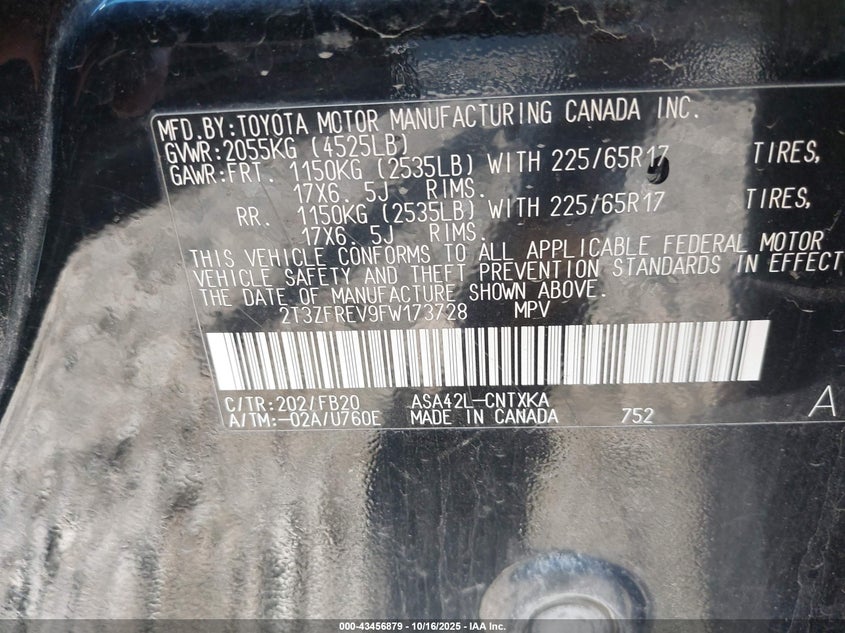 MFD.BY:TOYOTA MOTOR MANUFACTURING CANADA INC.
GVWR:2055KG (4525LB)
GAWR:FRT. 1150KG (2535LB) WITH 225/65R17 TIRES,
17X6. 5J RIMS.
RR. 1150KG (2535LB) WITH 225/65R17 TIRES,
17X6. 5J RIMS.
THIS VEHICLE CONFORMS TO ALL APPLICABLE FEDERAL MOTOR
VEHICLE SAFETY AND THEFT PREVENTION STANDARDS IN EFFECT
THE DATE OF MANUFACTURE SHOWN ABOVE.
2T3ZFREV9FW173728 MPV
C/TR:202/FB20 ASA42L-CNTXKA A
A/TM:-02A/U760E MADE IN CANADA 752
000-43456879 | 10/16/2025 | IAA Inc.